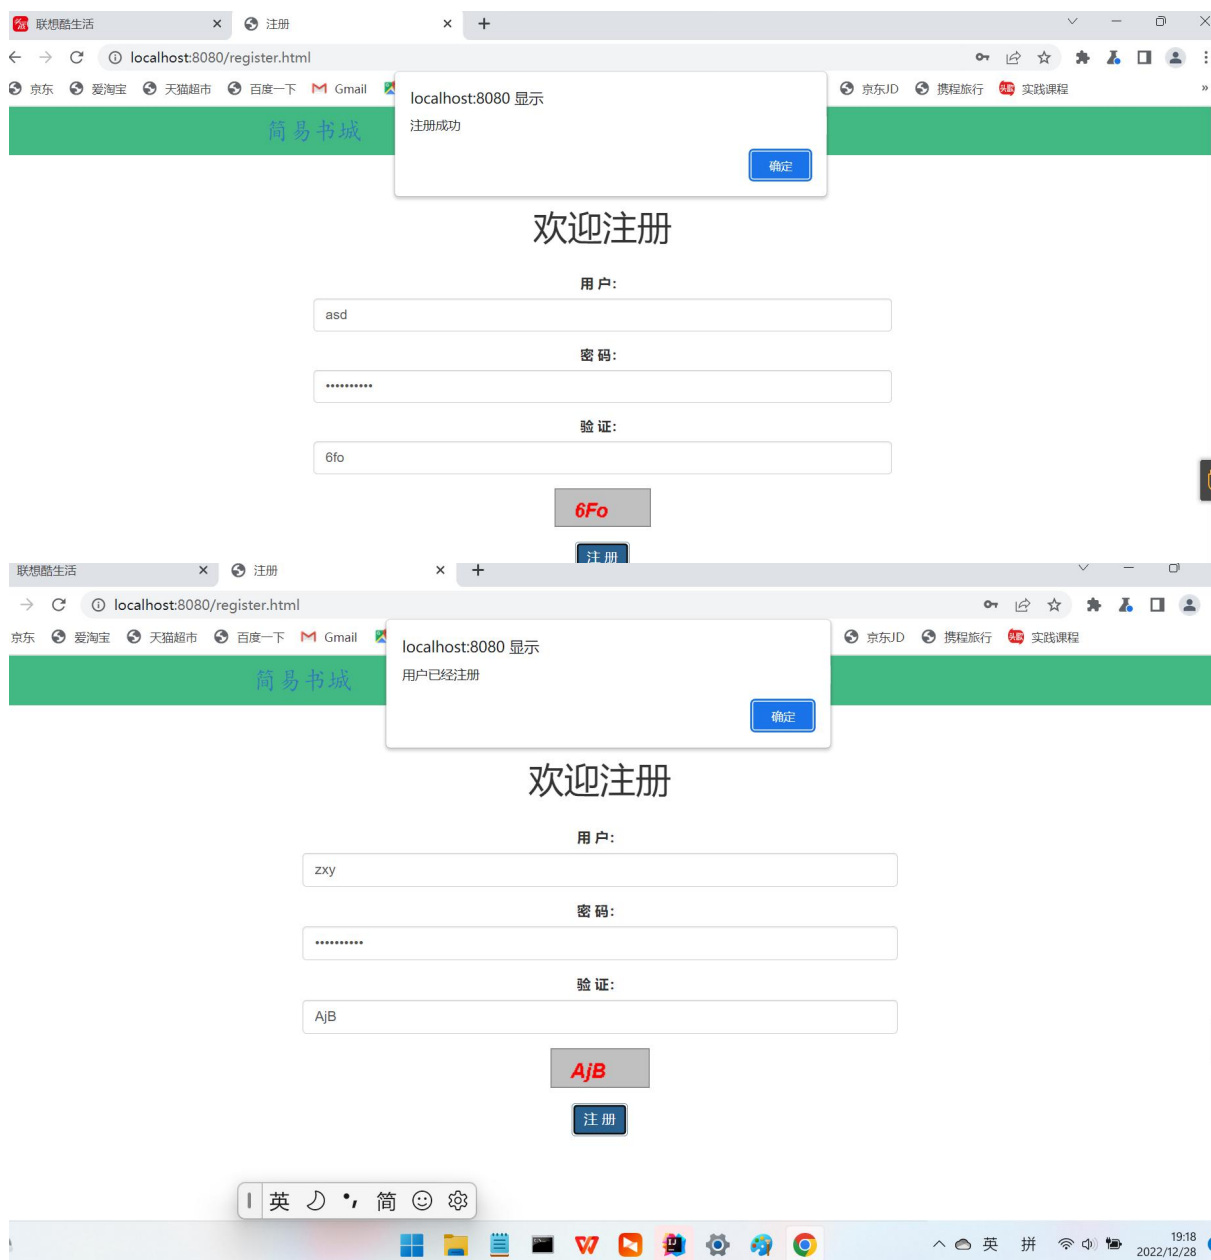 联想酷生活
注册
localhost:8080/register.html
京东 爱淘宝 天猫超市 百度一下 Gmail 京东JD 携程旅行 实践课程 »
localhost:8080 显示
注册成功
确定
简易书城
欢迎注册
用 户:
asd
密 码:
••••••••••
验 证:
6fo
6Fo
注 册
联想酷生活
注册
localhost:8080/register.html
京东 爱淘宝 天猫超市 百度一下 Gmail 京东JD 携程旅行 实践课程
localhost:8080 显示
用户已经注册
确定
简易书城
欢迎注册
用 户:
zxy
密 码:
••••••••••
验 证:
AjB
AjB
注 册
英 简
英 拼 19:18
2022/12/28